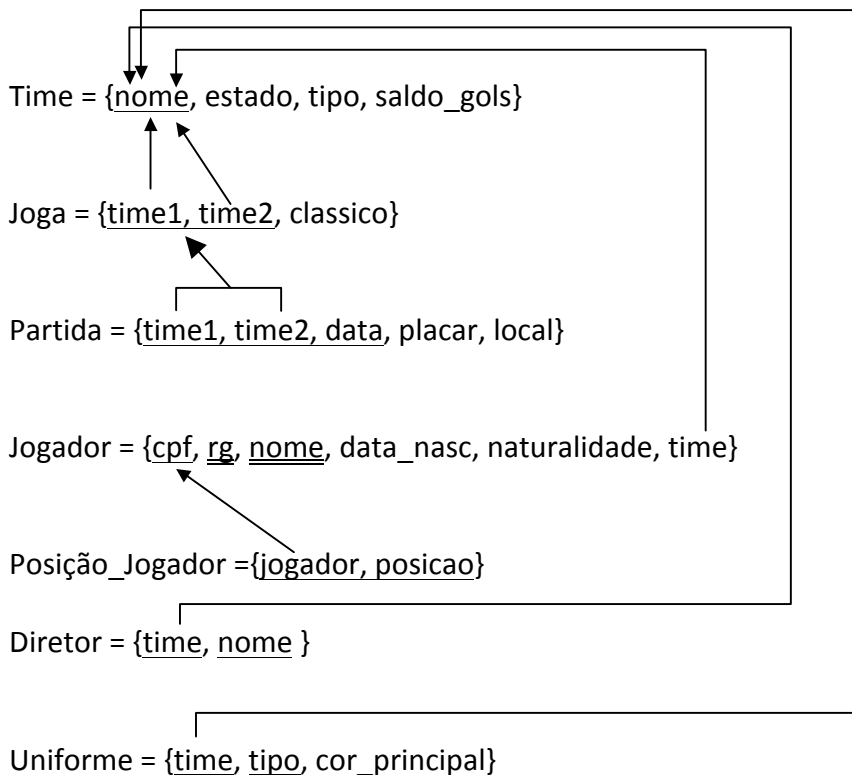 Time = {nome, estado, tipo, saldo_gols}
Joga = {time1, time2, classico}
Partida = {time1, time2, data, placar, local}
Jogador = {cpf, rg, nome, data_nasc, naturalidade, time}
Posição_Jogador ={jogador, posicao}
Diretor = {time, nome }
Uniforme = {time, tipo, cor_principal}